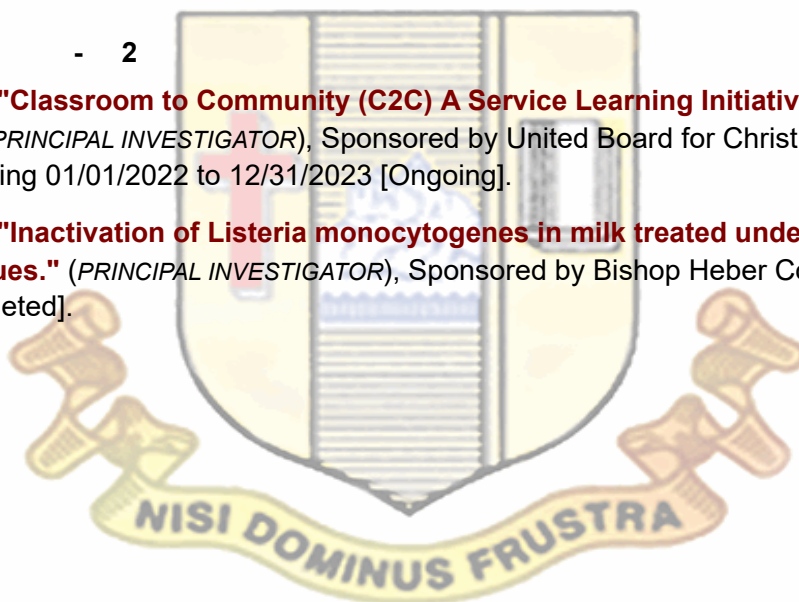 - 2
"Classroom to Community (C2C) A Service Learning Initiativ
PRINCIPAL INVESTIGATOR), Sponsored by United Board for Christ
ing 01/01/2022 to 12/31/2023 [Ongoing].
"Inactivation of Listeria monocytogenes in milk treated unde
ues." (PRINCIPAL INVESTIGATOR), Sponsored by Bishop Heber Co
eted].
NISI DOMINUS FRUSTRA